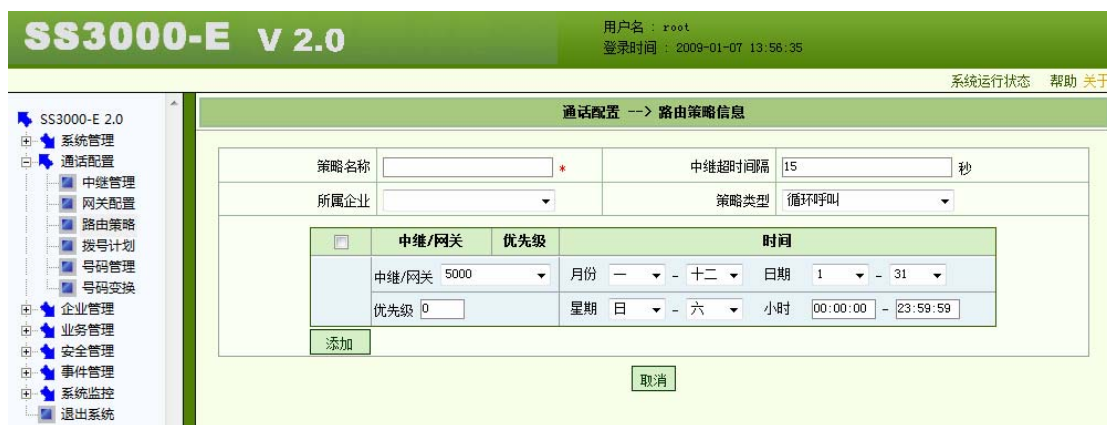 SS3000-E V 2.0
用户名 : root
登录时间 : 2009-01-07 13:56:35
系统运行状态 帮助 关于
SS3000-E 2.0
系统管理
通话配置
中继管理
网关配置
路由策略
拨号计划
号码管理
号码变换
企业管理
业务管理
安全管理
事件管理
系统监控
退出系统
通话配置 --> 路由策略信息
策略名称 * 中继超时间隔 15 秒
所属企业 策略类型 循环呼叫
中继/网关 优先级 时间
中继/网关 5000 月份 一 - 十二 日期 1 - 31
优先级 0 星期 日 - 六 小时 00:00:00 - 23:59:59
添加
取消